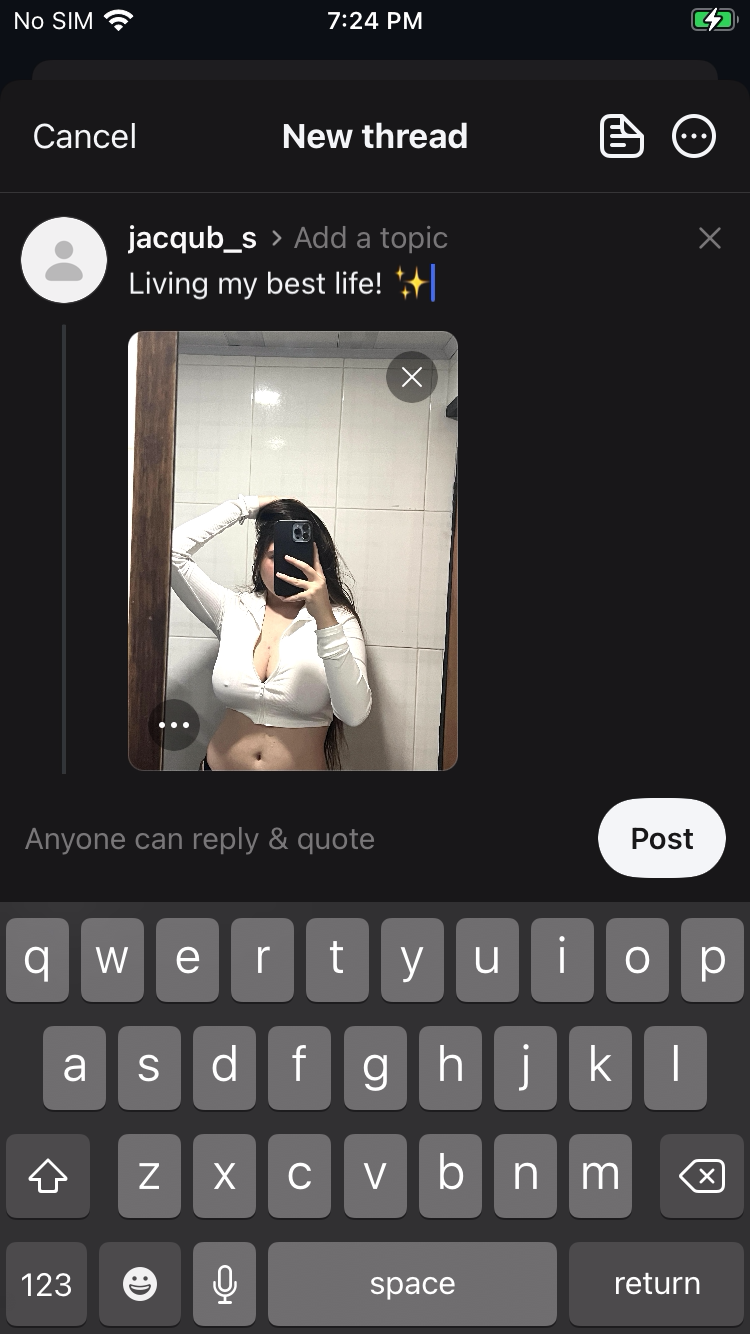 No SIM 7:24 PM
Cancel New thread
jacqub_s > Add a topic
Living my best life! ✨
Anyone can reply & quote Post
q w e r t y u i o p
a s d f g h j k l
z x c v b n m
123 space return